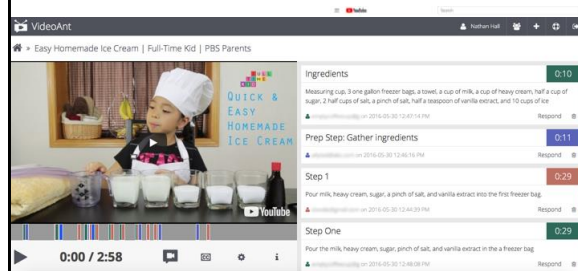 YouTube
Search
VideoAnt
Nathan Hall
» Easy Homemade Ice Cream | Full-Time Kid | PBS Parents
QUICK &
EASY
HOMEMADE
ICE CREAM
YouTube
0:00 / 2:58
Ingredients
0:10
Measuring cup, 3 one gallon freezer bags, a towel, a cup of milk, a cup of heavy cream, half a cup of
sugar, 2 half cups of salt, a pinch of salt, half a teaspoon of vanilla extract, and 10 cups of ice
on 2016-05-30 12:47:14 PM
Respond
Prep Step: Gather ingredients
0:11
on 2016-05-30 12:46:16 PM
Respond
Step 1
0:29
Pour milk, heavy cream, sugar, a pinch of salt, and vanilla extract into the first freezer bag.
on 2016-05-30 12:44:39 PM
Respond
Step One
0:29
Pour the milk, heavy cream, sugar, pinch of salt, and vanilla extract in the a freezer bag
on 2016-05-30 12:48:08 PM
Respond